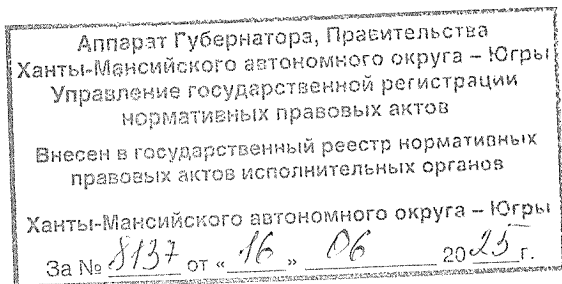 Аппарат Губернатора, Правительства
Ханты-Мансийского автономного округа – Югры
Управление государственной регистрации
нормативных правовых актов
Внесен в государственный реестр нормативных
правовых актов исполнительных органов
Ханты-Мансийского автономного округа – Югры
За № 8137 от « 16 » 06 2025 г.